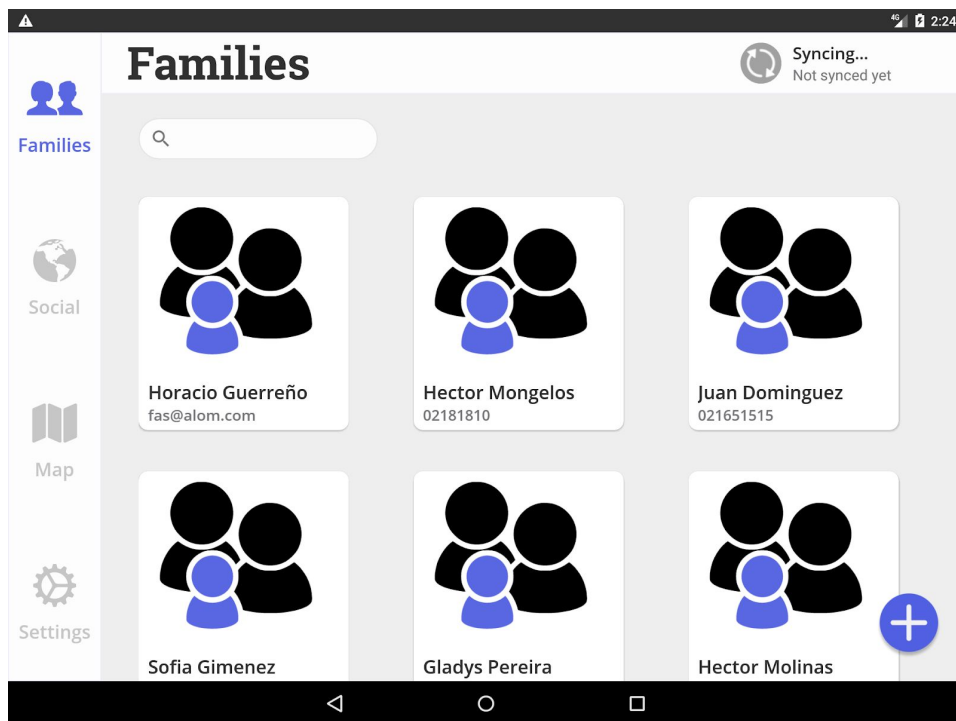 4G 2:24
Families
Syncing...
Not synced yet
Families
Social
Map
Settings
Horacio Guerreño
fas@alom.com
Hector Mongelos
02181810
Juan Dominguez
021651515
Sofia Gimenez
Gladys Pereira
Hector Molinas